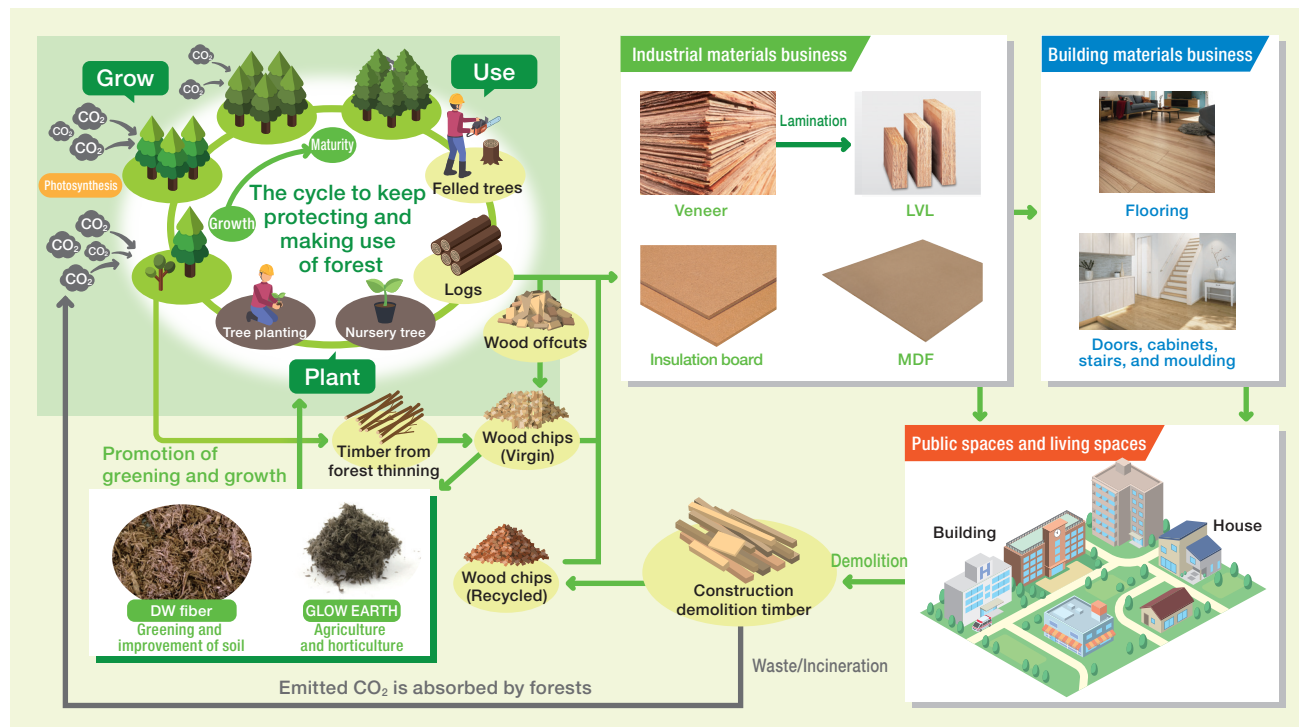 Grow
CO₂
CO₂
CO₂
CO₂
CO₂
Photosynthesis
CO₂
CO₂
CO₂
CO₂
Use
Maturity
Growth
The cycle to keep
protecting and
making use
of forest
Felled trees
Logs
Tree planting
Nursery tree
Plant
Wood offcuts
Timber from
forest thinning
Wood chips
(Virgin)
Promotion of
greening and growth
DW fiber
Greening and
improvement of soil
GLOW EARTH
Agriculture
and horticulture
Wood chips
(Recycled)
Industrial materials business
Veneer
Lamination
LVL
Insulation board
MDF
Building materials business
Flooring
Doors, cabinets,
stairs, and moulding
Public spaces and living spaces
Building
House
H
Demolition
Construction
demolition timber
Waste/Incineration
Emitted CO₂ is absorbed by forests